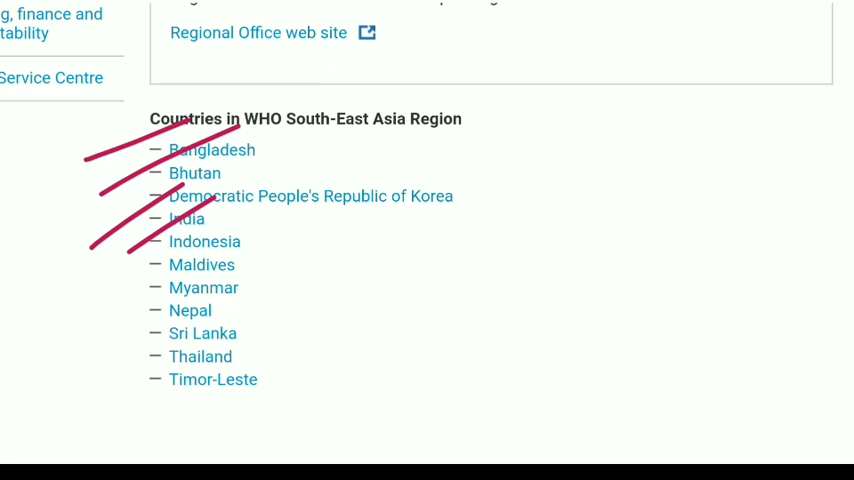 g, finance and
tability
Service Centre
Regional Office web site
Countries in WHO South-East Asia Region
— Bangladesh
— Bhutan
— Democratic People's Republic of Korea
— India
— Indonesia
— Maldives
— Myanmar
— Nepal
— Sri Lanka
— Thailand
— Timor-Leste